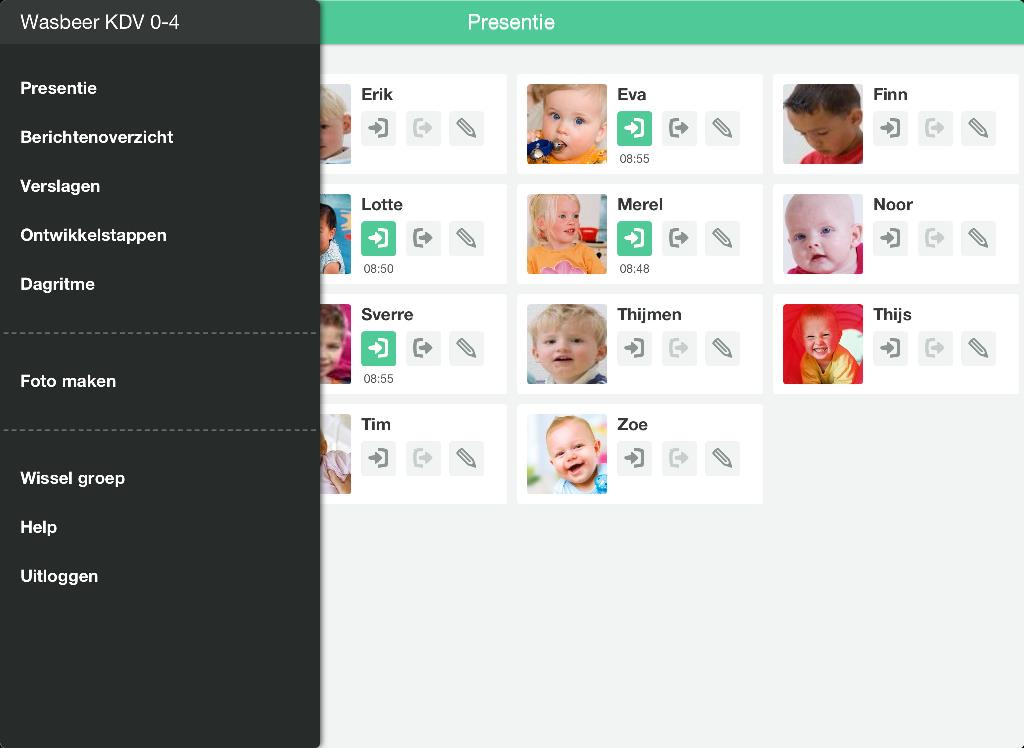 Wasbeer KDV 0-4
Presentie
Presentie
Berichtenoverzicht
Verslagen
Ontwikkelstappen
Dagritme
Foto maken
Wissel groep
Help
Uitloggen
Erik
Eva
08:55
Finn
Lotte
08:50
Merel
08:48
Noor
Sverre
08:55
Thijmen
Thijs
Tim
Zoe